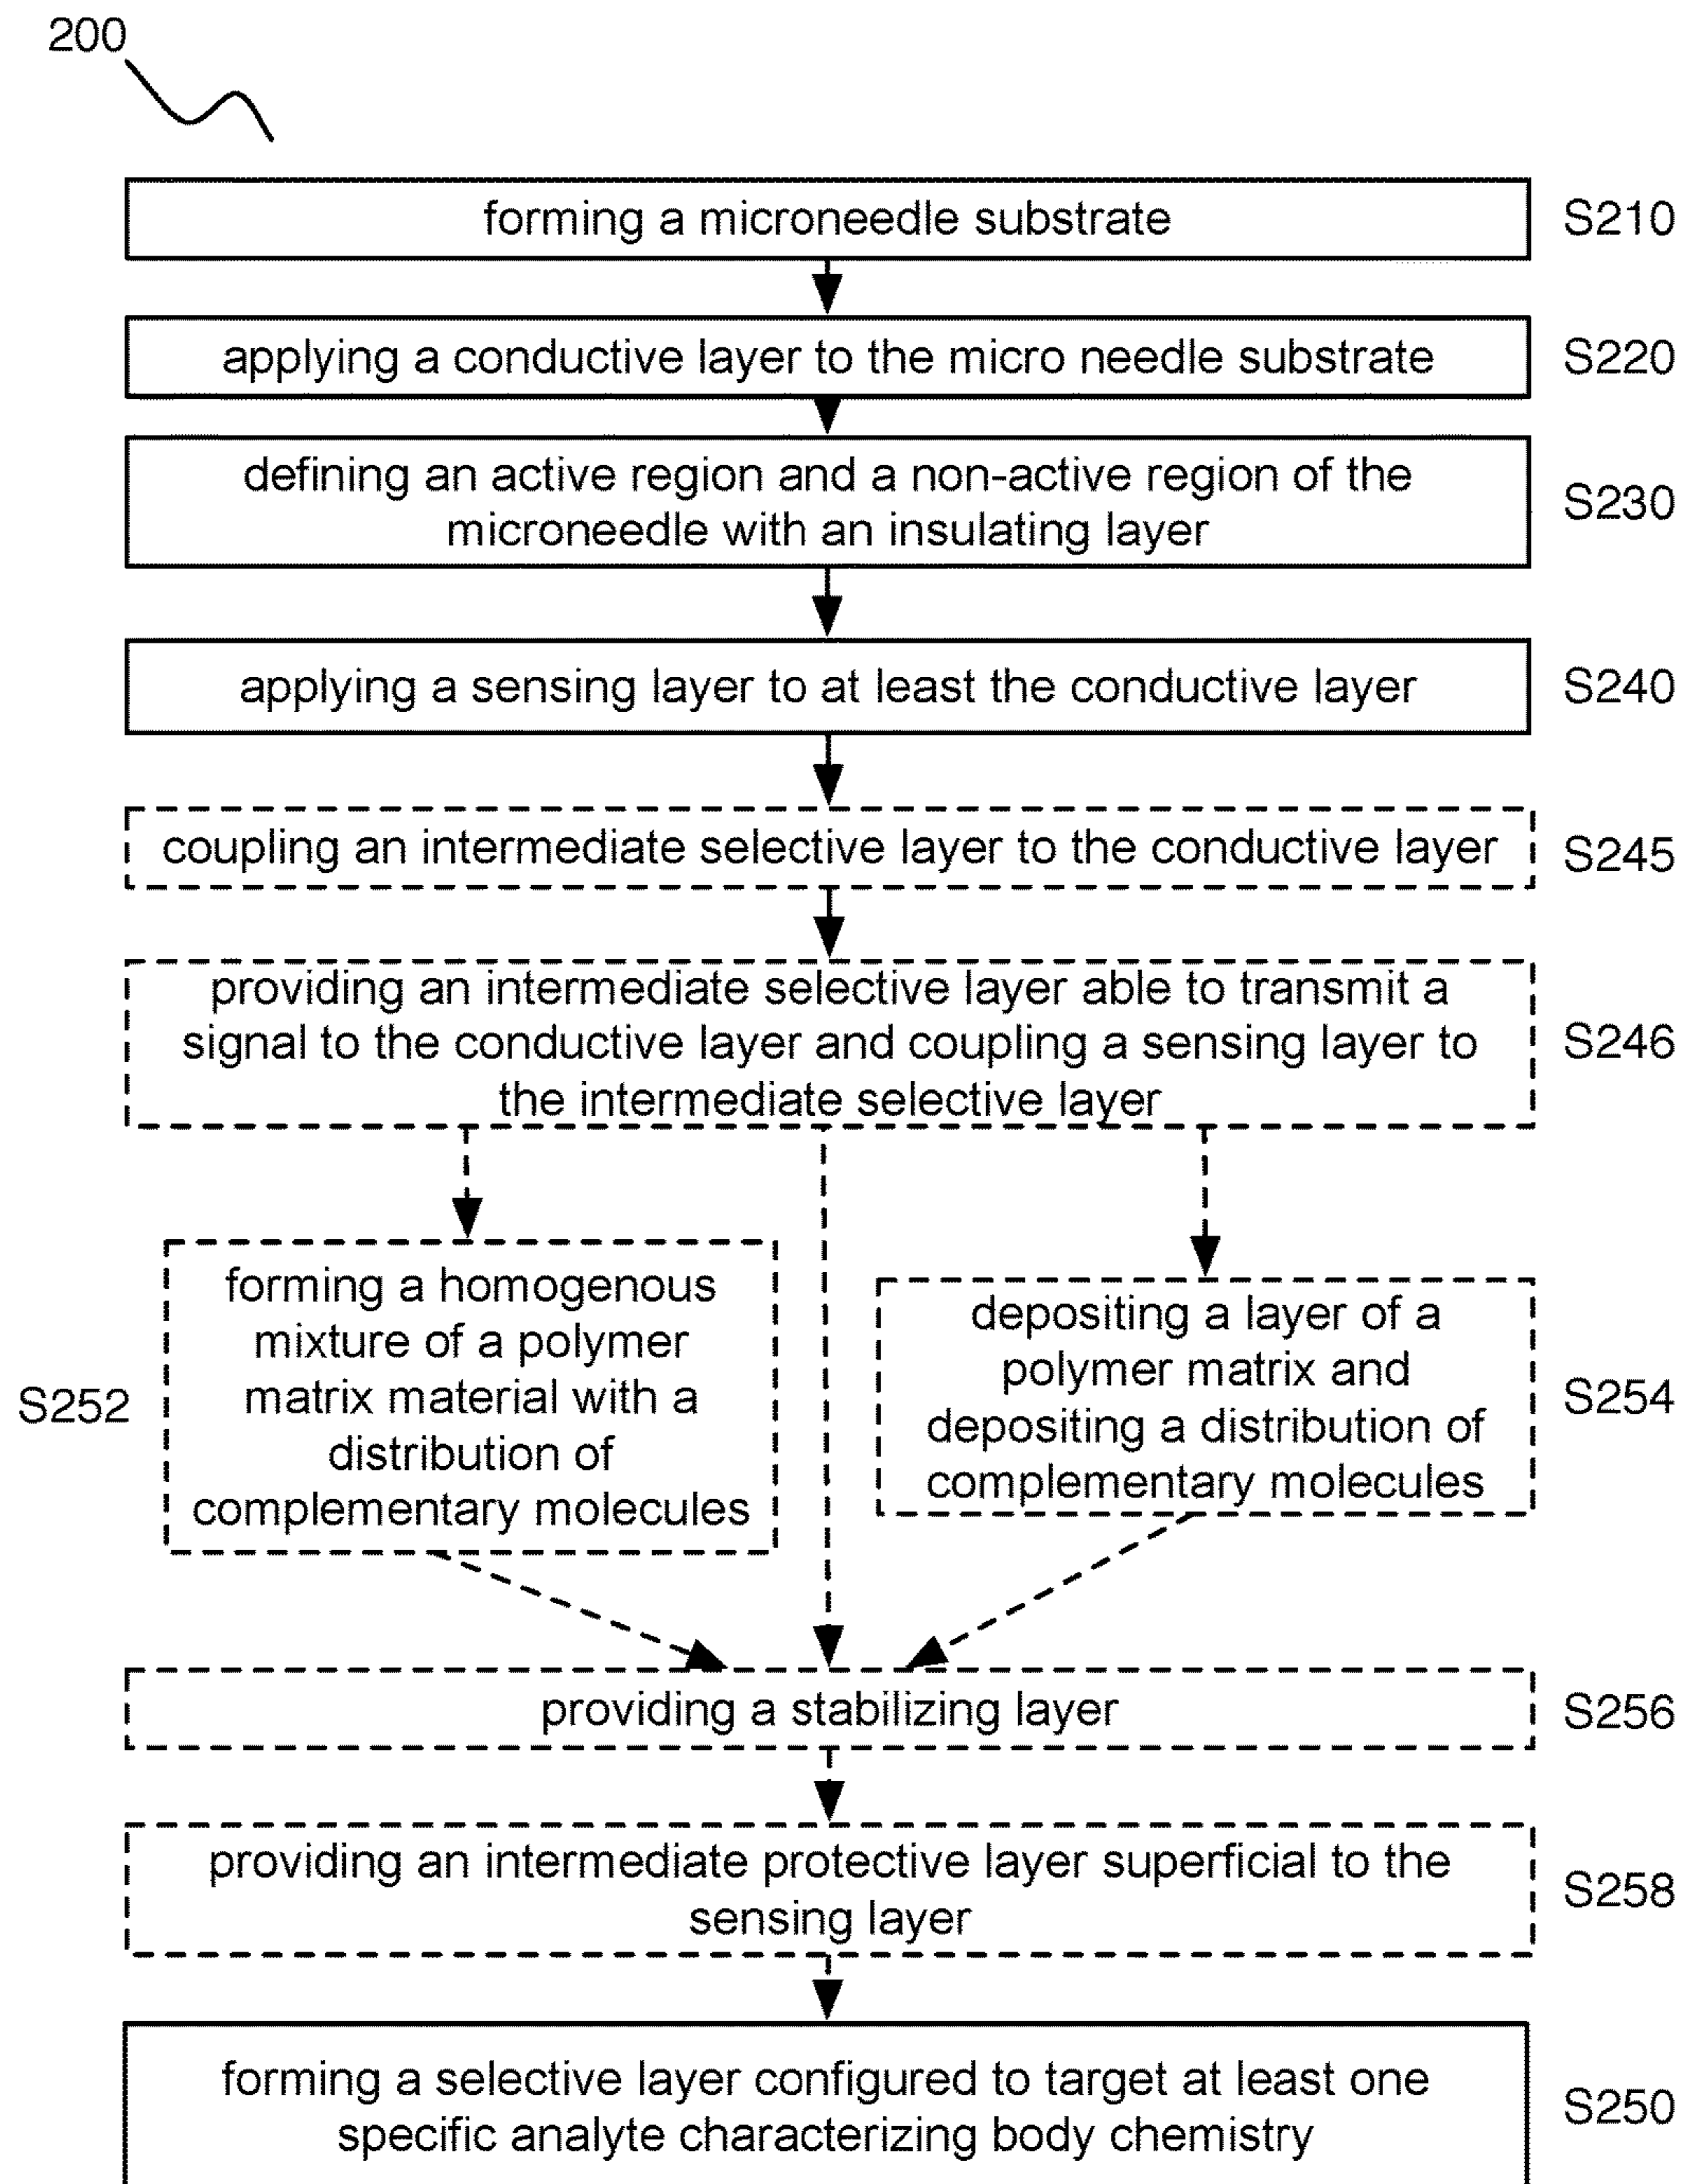 200
forming a microneedle substrate
S210
applying a conductive layer to the micro needle substrate
S220
defining an active region and a non-active region of the
microneedle with an insulating layer
S230
applying a sensing layer to at least the conductive layer
S240
coupling an intermediate selective layer to the conductive layer
S245
providing an intermediate selective layer able to transmit a
signal to the conductive layer and coupling a sensing layer to
the intermediate selective layer
S246
S252
forming a homogenous
mixture of a polymer
matrix material with a
distribution of
complementary molecules
depositing a layer of a
polymer matrix and
depositing a distribution of
complementary molecules
S254
providing a stabilizing layer
S256
providing an intermediate protective layer superficial to the
sensing layer
S258
forming a selective layer configured to target at least one
specific analyte characterizing body chemistry
S250